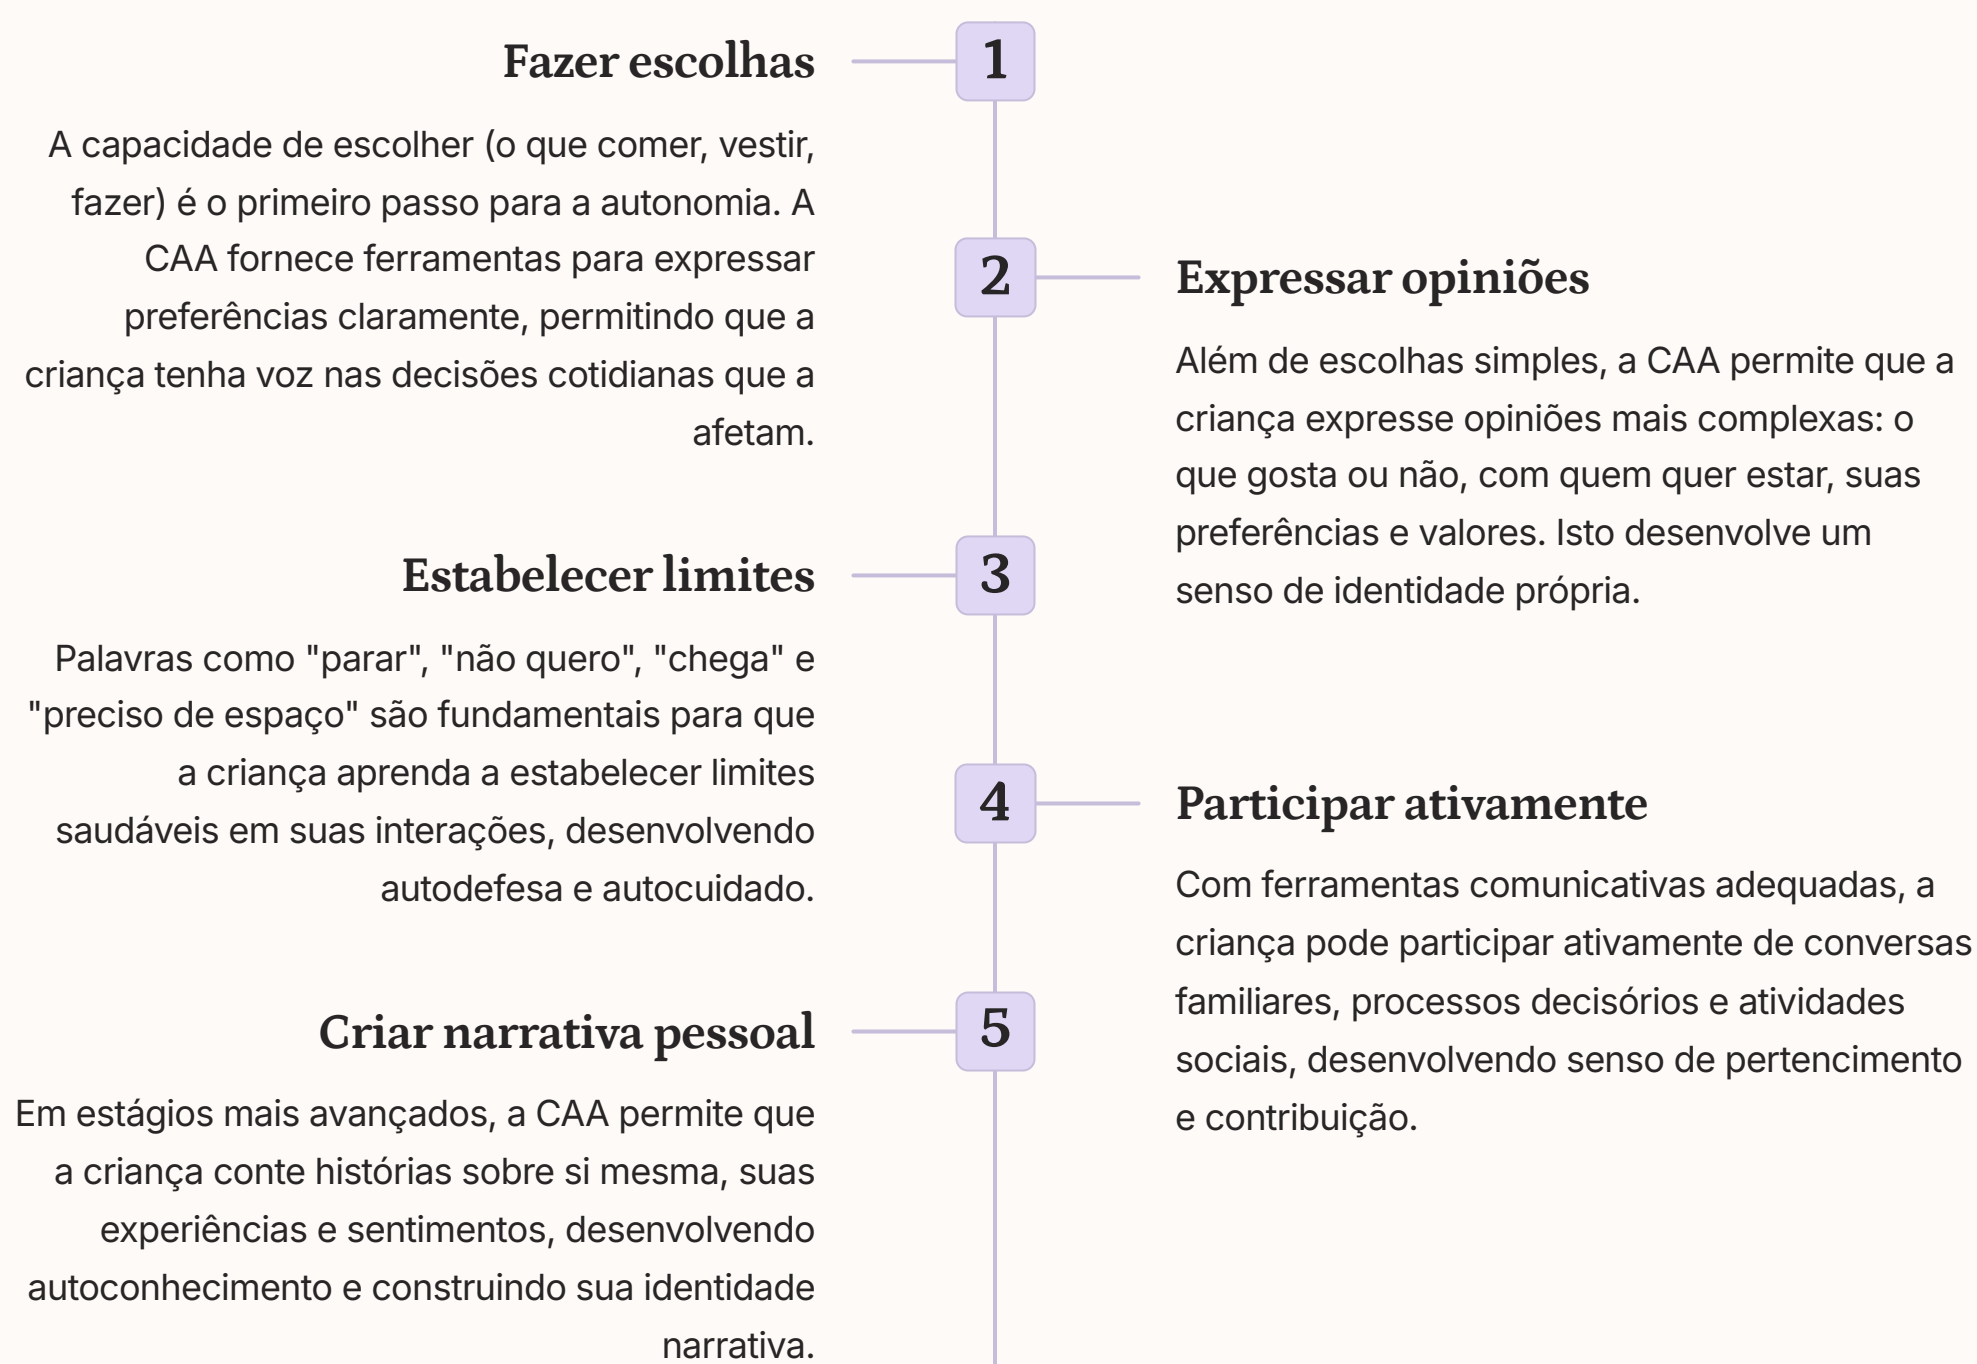 1
Fazer escolhas
A capacidade de escolher (o que comer, vestir,
fazer) é o primeiro passo para a autonomia. A
CAA fornece ferramentas para expressar
preferências claramente, permitindo que a
criança tenha voz nas decisões cotidianas que a
afetam.
2
Expressar opiniões
Além de escolhas simples, a CAA permite que a
criança expresse opiniões mais complexas: o
que gosta ou não, com quem quer estar, suas
preferências e valores. Isto desenvolve um
senso de identidade própria.
3
Estabelecer limites
Palavras como "parar", "não quero", "chega" e
"preciso de espaço" são fundamentais para que
a criança aprenda a estabelecer limites
saudáveis em suas interações, desenvolvendo
autodefesa e autocuidado.
4
Participar ativamente
Com ferramentas comunicativas adequadas, a
criança pode participar ativamente de conversas
familiares, processos decisórios e atividades
sociais, desenvolvendo senso de pertencimento
e contribuição.
5
Criar narrativa pessoal
Em estágios mais avançados, a CAA permite que
a criança conte histórias sobre si mesma, suas
experiências e sentimentos, desenvolvendo
autoconhecimento e construindo sua identidade
narrativa.